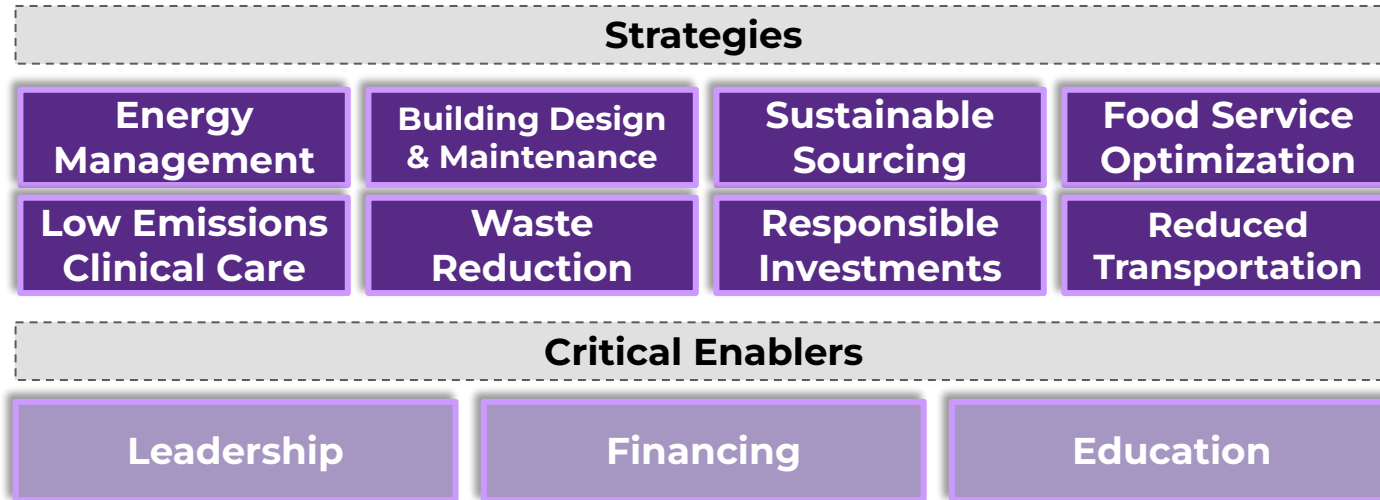 Strategies
Energy
Management
Building Design
& Maintenance
Sustainable
Sourcing
Food Service
Optimization
Low Emissions
Clinical Care
Waste
Reduction
Responsible
Investments
Reduced
Transportation
Critical Enablers
Leadership
Financing
Education